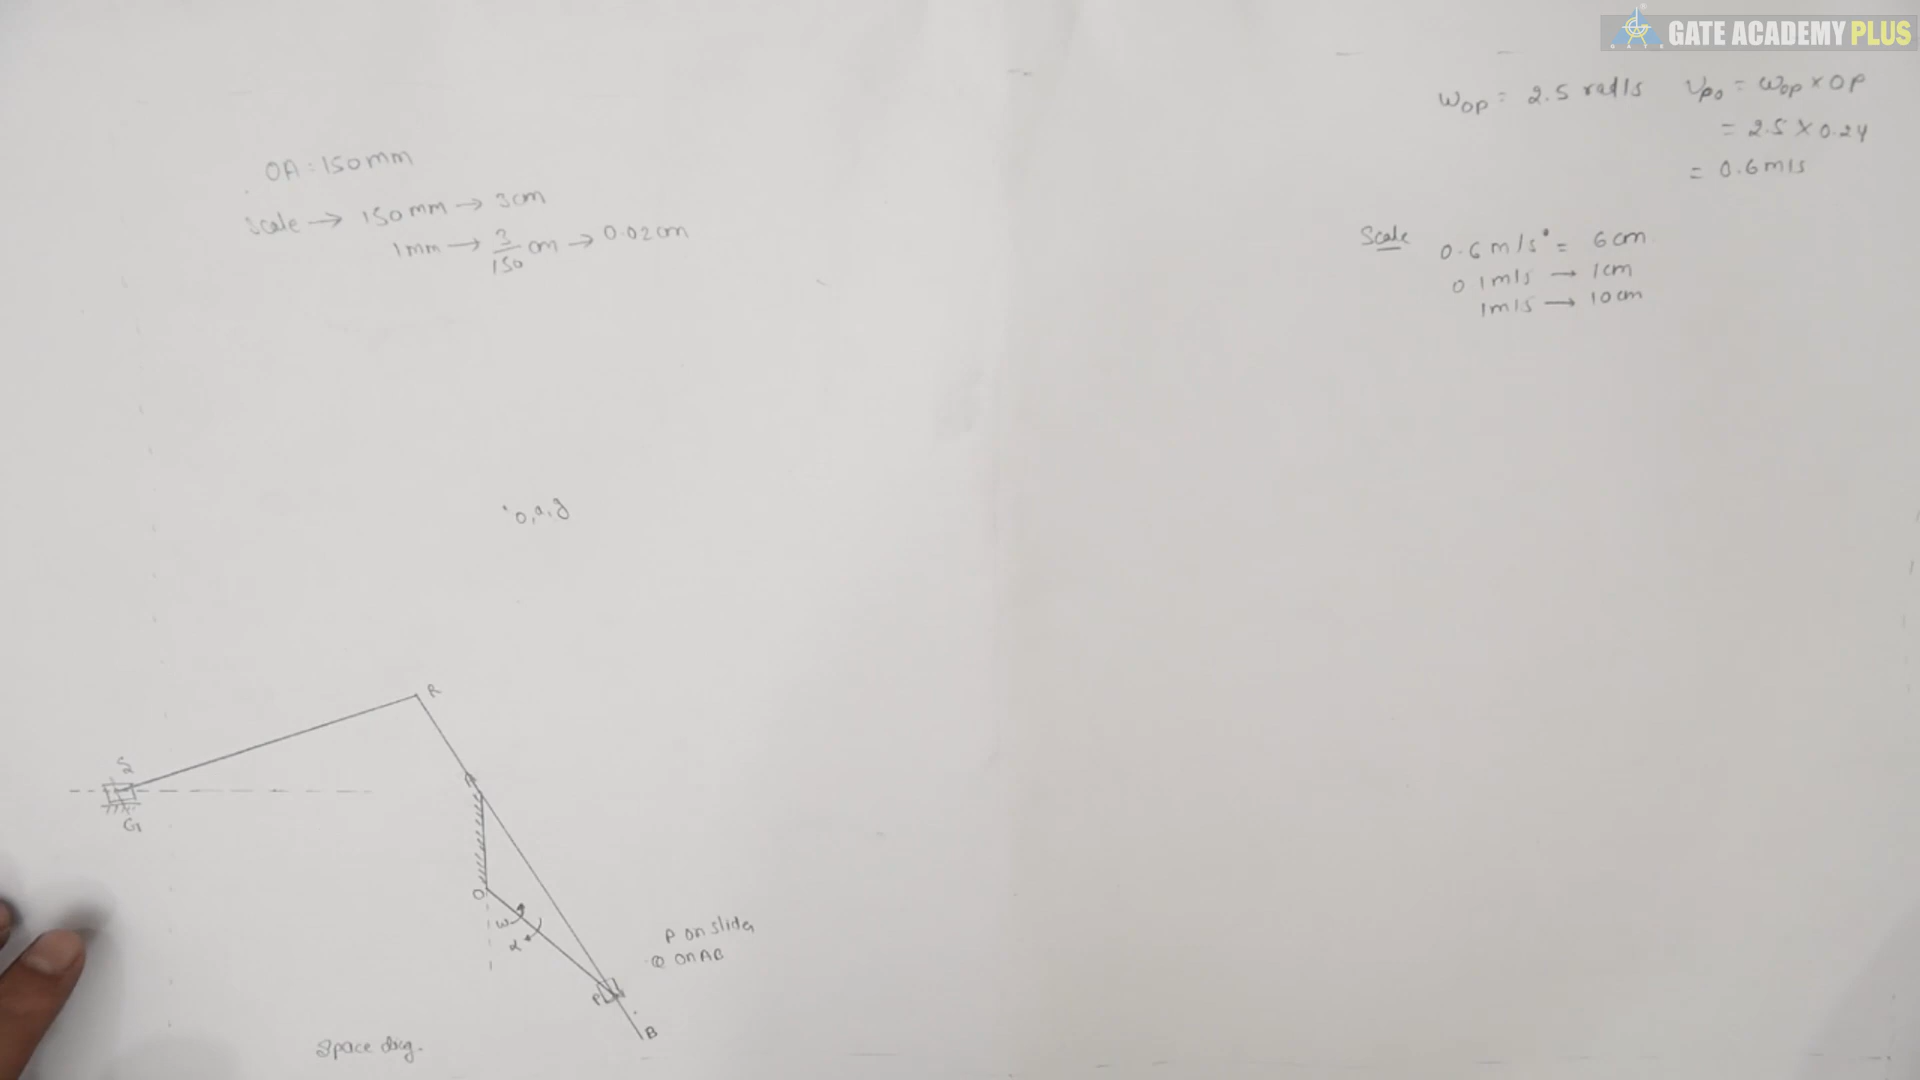 GATE ACADEMY PLUS
GATE
OA = 150mm
Scale → 150mm → 3cm
1mm → 3/150 cm → 0.02cm
ω_OP = 2.5 rad/s
V_po = ω_OP × OP
= 2.5 × 0.24
= 0.6 m/s
Scale
0.6 m/s = 6cm
0.1 m/s → 1cm
1 m/s → 10cm
o, a, g
R
S
G
O
ω
α
P
B
P on slider
Q on AB
Space diag.